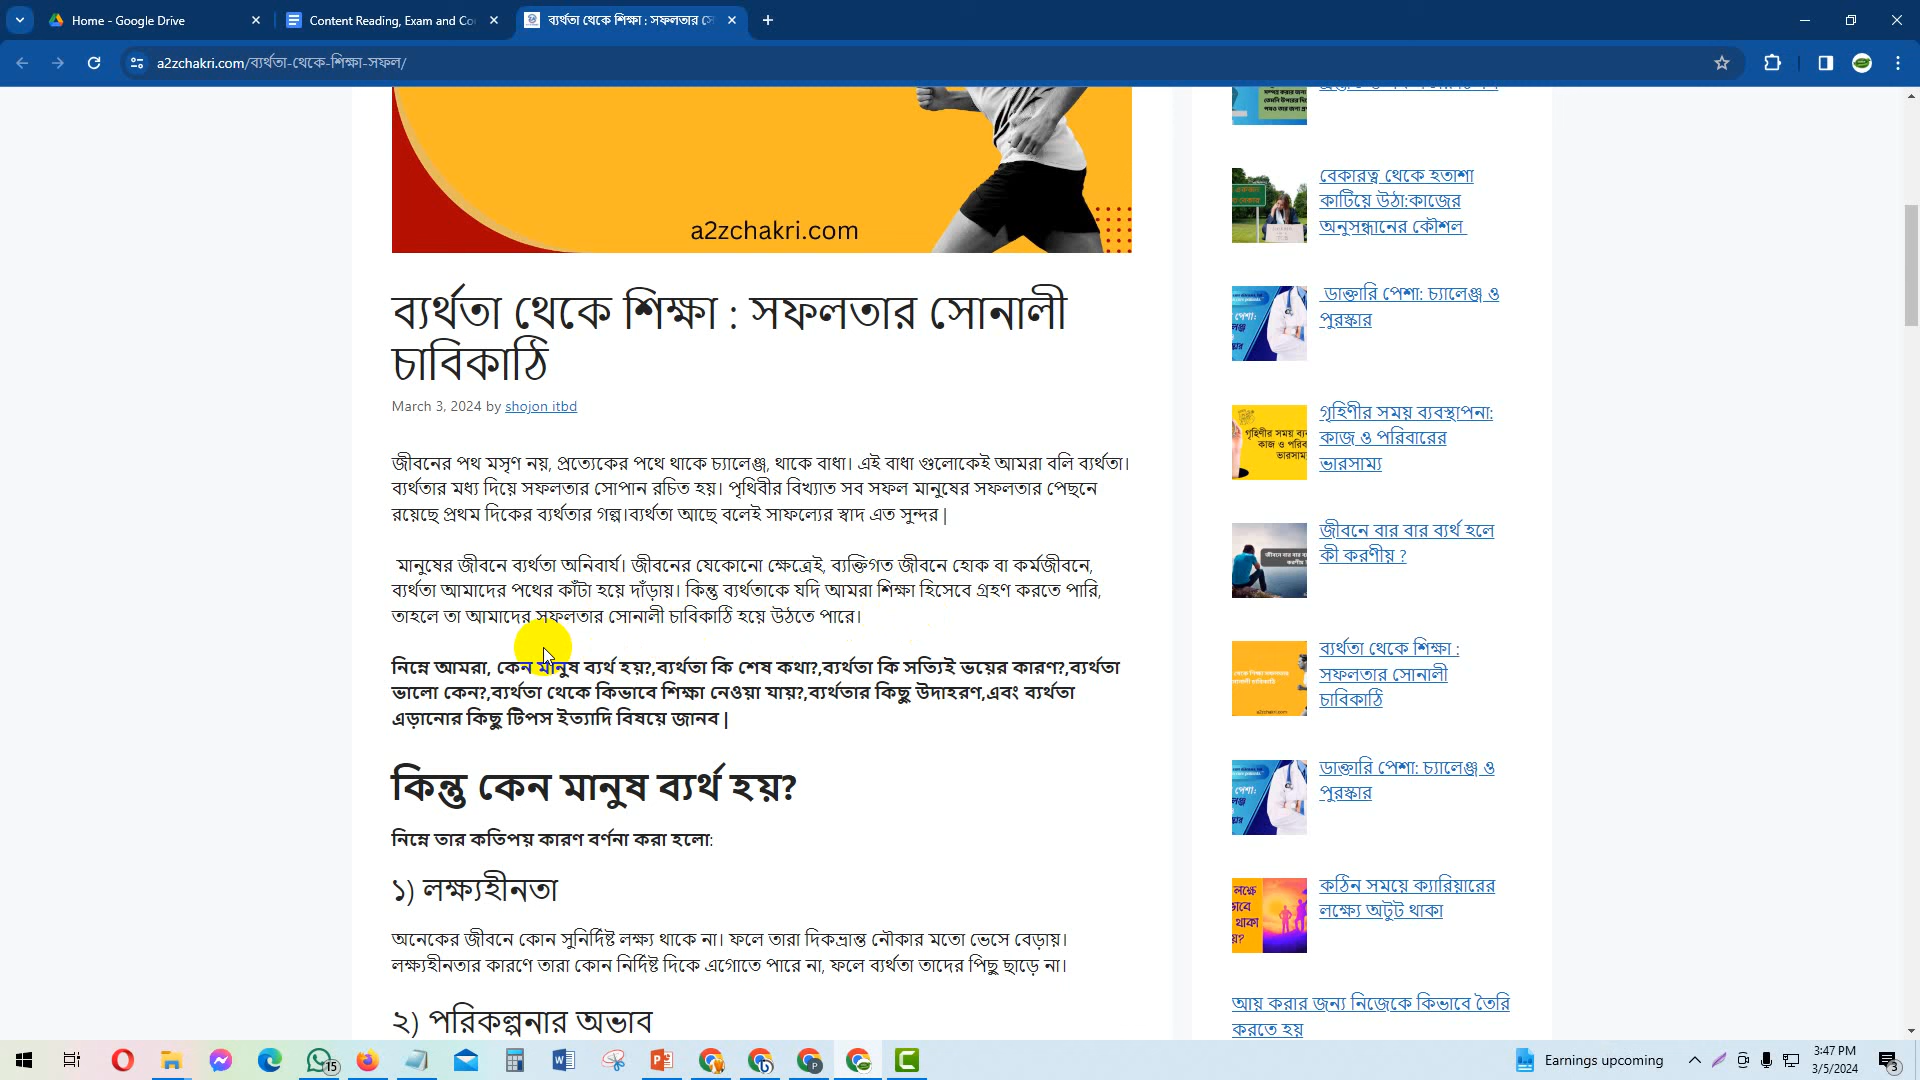 Home - Google Drive
Content Reading, Exam and Co
ব্যর্থতা থেকে শিক্ষা : সফলতার সে
a2zchakri.com/ব্যর্থতা-থেকে-শিক্ষা-সফল/
a2zchakri.com
ব্যর্থতা থেকে শিক্ষা : সফলতার সোনালী
চাবিকাঠি
March 3, 2024 by shojon itbd
জীবনের পথ মসৃণ নয়, প্রত্যেকের পথে থাকে চ্যালেঞ্জ, থাকে বাধা। এই বাধা গুলোকেই আমরা বলি ব্যর্থতা।
ব্যর্থতার মধ্য দিয়ে সফলতার সোপান রচিত হয়। পৃথিবীর বিখ্যাত সব সফল মানুষের সফলতার পেছনে
রয়েছে প্রথম দিকের ব্যর্থতার গল্প।ব্যর্থতা আছে বলেই সাফল্যের স্বাদ এত সুন্দর |
মানুষের জীবনে ব্যর্থতা অনিবার্য। জীবনের যেকোনো ক্ষেত্রেই, ব্যক্তিগত জীবনে হোক বা কর্মজীবনে,
ব্যর্থতা আমাদের পথের কাঁটা হয়ে দাঁড়ায়। কিন্তু ব্যর্থতাকে যদি আমরা শিক্ষা হিসেবে গ্রহণ করতে পারি,
তাহলে তা আমাদের সফলতার সোনালী চাবিকাঠি হয়ে উঠতে পারে।
নিম্নে আমরা, কেন মানুষ ব্যর্থ হয়?,ব্যর্থতা কি শেষ কথা?,ব্যর্থতা কি সত্যিই ভয়ের কারণ?,ব্যর্থতা
ভালো কেন?,ব্যর্থতা থেকে কিভাবে শিক্ষা নেওয়া যায়?,ব্যর্থতার কিছু উদাহরণ,এবং ব্যর্থতা
এড়ানোর কিছু টিপস ইত্যাদি বিষয়ে জানব |
কিন্তু কেন মানুষ ব্যর্থ হয়?
নিম্নে তার কতিপয় কারণ বর্ণনা করা হলো:
১) লক্ষ্যহীনতা
অনেকের জীবনে কোন সুনির্দিষ্ট লক্ষ্য থাকে না। ফলে তারা দিকভ্রান্ত নৌকার মতো ভেসে বেড়ায়।
লক্ষ্যহীনতার কারণে তারা কোন নির্দিষ্ট দিকে এগোতে পারে না, ফলে ব্যর্থতা তাদের পিছু ছাড়ে না।
২) পরিকল্পনার অভাব
বেকারত্ব থেকে হতাশা
কাটিয়ে উঠা:কাজের
অনুসন্ধানের কৌশল
ডাক্তারি পেশা: চ্যালেঞ্জ ও
পুরস্কার
গৃহিণীর সময় ব্যবস্থাপনা:
কাজ ও পরিবারের
ভারসাম্য
জীবনে বার বার ব্যর্থ হলে
কী করণীয় ?
ব্যর্থতা থেকে শিক্ষা :
সফলতার সোনালী
চাবিকাঠি
ডাক্তারি পেশা: চ্যালেঞ্জ ও
পুরস্কার
কঠিন সময়ে ক্যারিয়ারের
লক্ষ্যে অটুট থাকা
আয় করার জন্য নিজেকে কিভাবে তৈরি
করতে হয়
15
Earnings upcoming
3:47 PM
3/5/2024
3